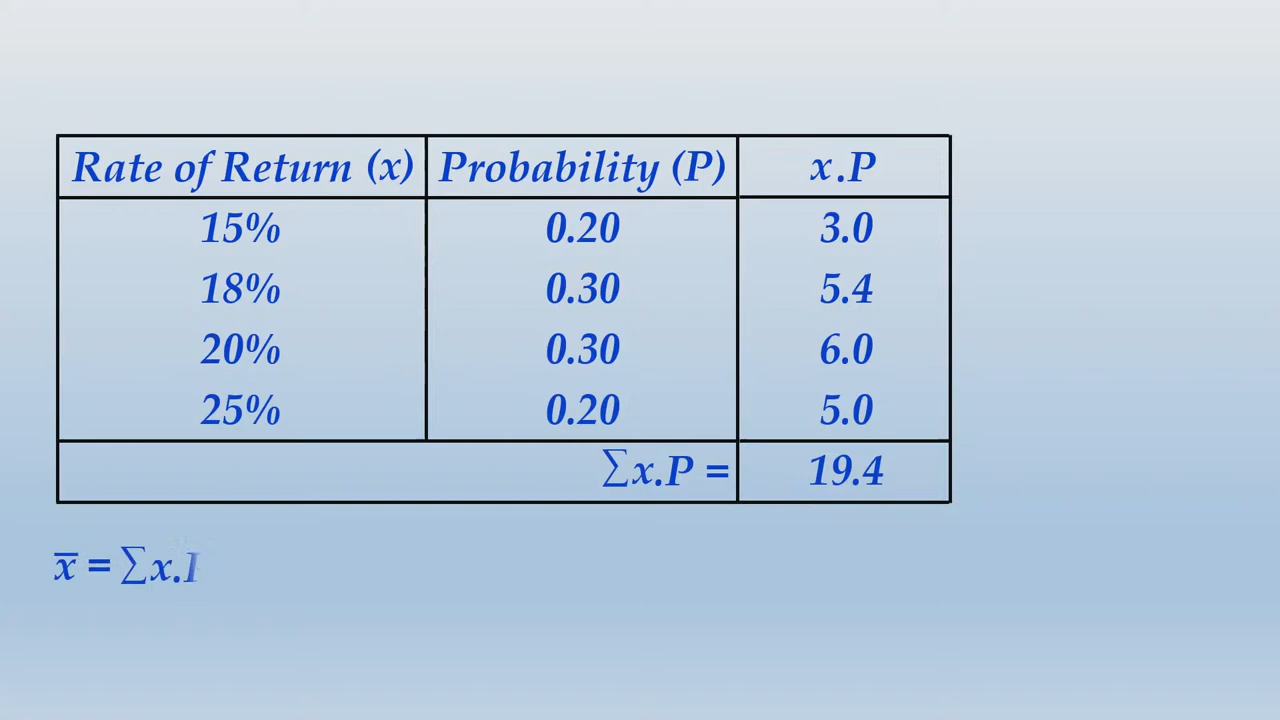 Rate of Return (x) Probability (P) x.P
15% 0.20 3.0
18% 0.30 5.4
20% 0.30 6.0
25% 0.20 5.0
∑x.P = 19.4
x̅ = ∑x.